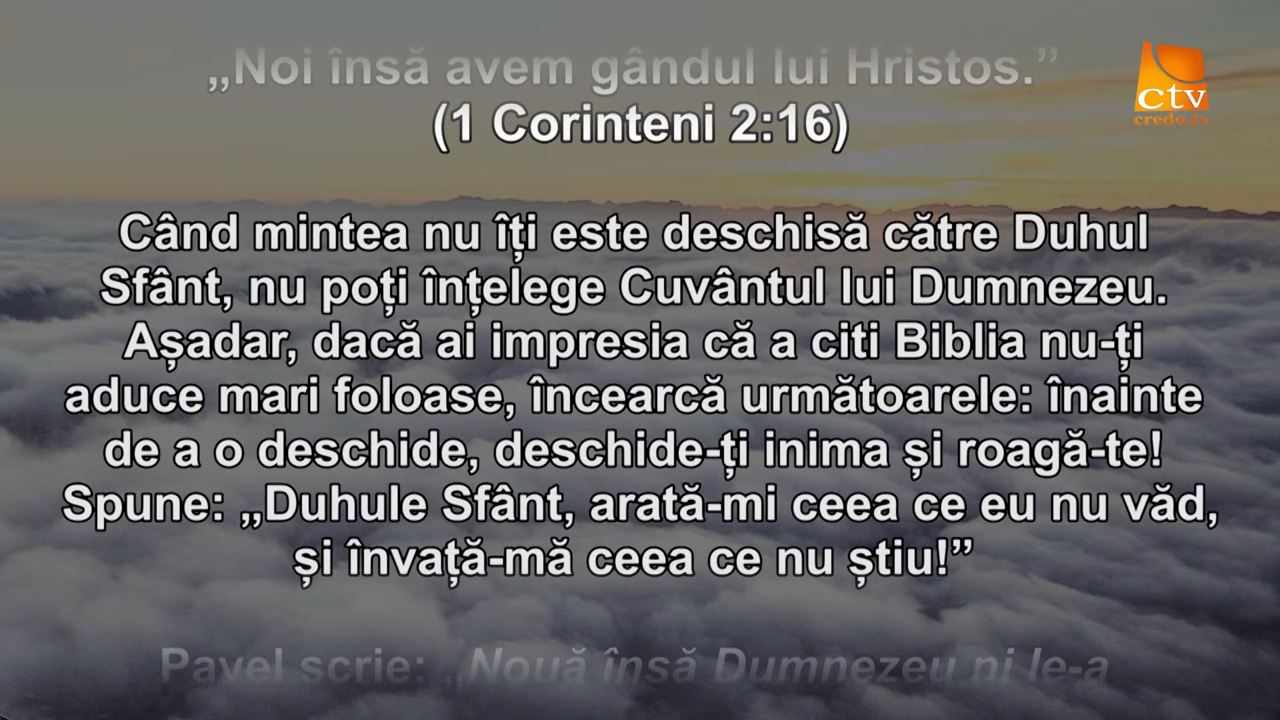 „Noi însă avem gândul lui Hristos.”
(1 Corinteni 2:16)
ctv
credo.tv
Când mintea nu îți este deschisă către Duhul
Sfânt, nu poți înțelege Cuvântul lui Dumnezeu.
Așadar, dacă ai impresia că a citi Biblia nu-ți
aduce mari foloase, încearcă următoarele: înainte
de a o deschide, deschide-ți inima și roagă-te!
Spune: „Duhule Sfânt, arată-mi ceea ce eu nu văd,
și învață-mă ceea ce nu știu!”
Pavel scrie: „Nouă însă Dumnezeu ni le-a